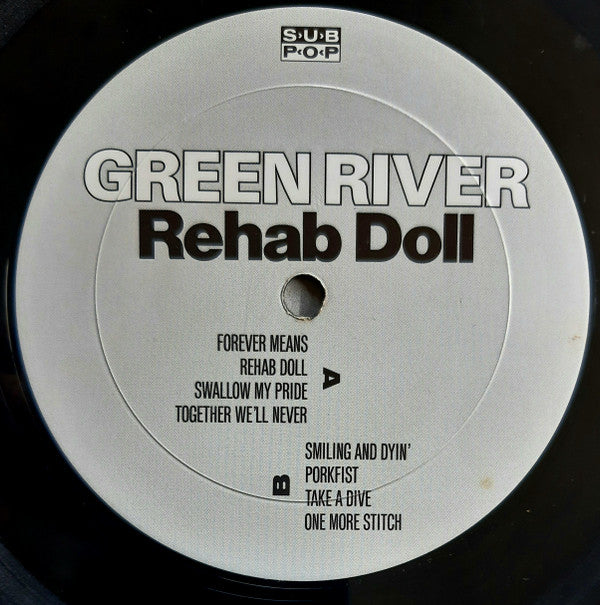 S·U·B
P·O·P
GREEN RIVER
Rehab Doll
FOREVER MEANS
REHAB DOLL
SWALLOW MY PRIDE
TOGETHER WE'LL NEVER
A
SMILING AND DYIN'
PORKFIST
TAKE A DIVE
ONE MORE STITCH
B